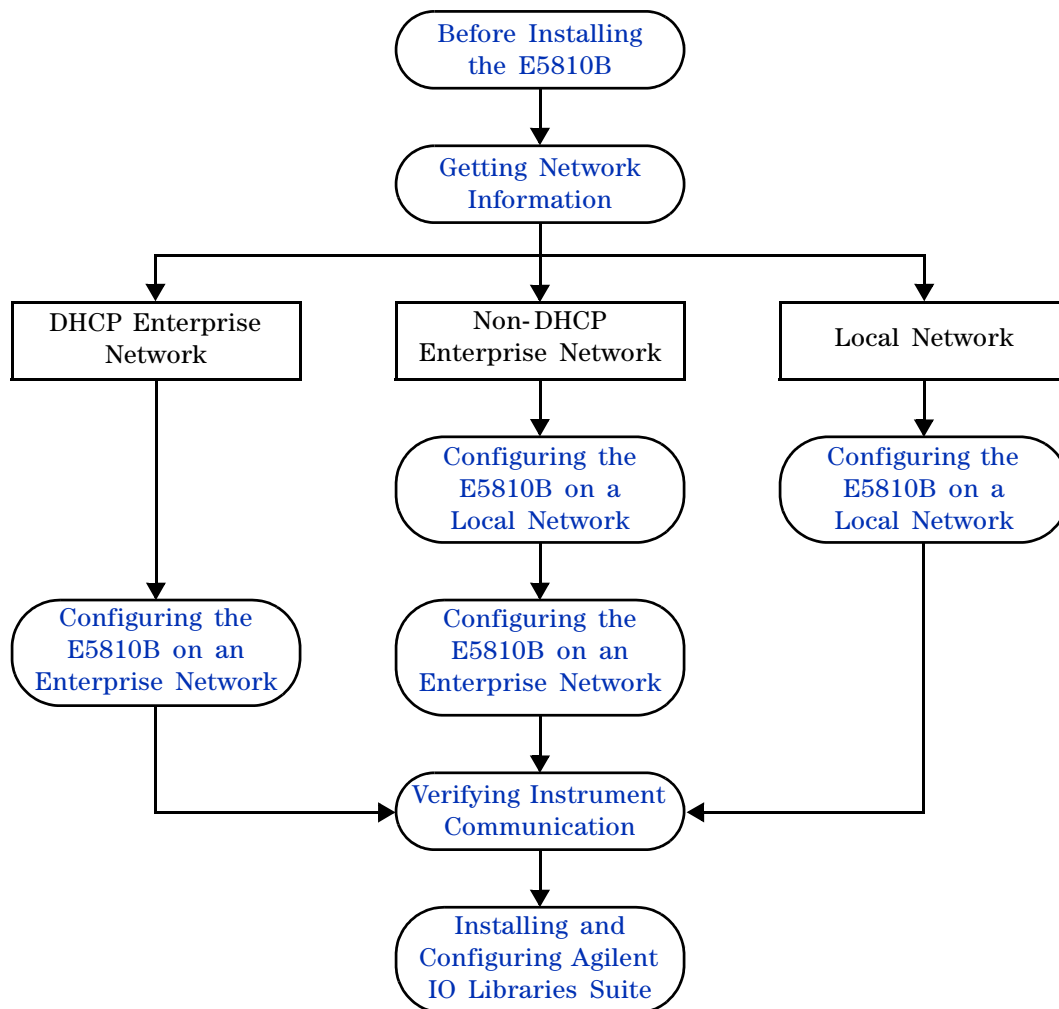 Before Installing
the E5810B
Getting Network
Information
DHCP Enterprise
Network
Non-DHCP
Enterprise Network
Local Network
Configuring the
E5810B on a
Local Network
Configuring the
E5810B on a
Local Network
Configuring the
E5810B on an
Enterprise Network
Configuring the
E5810B on an
Enterprise Network
Verifying Instrument
Communication
Installing and
Configuring Agilent
IO Libraries Suite